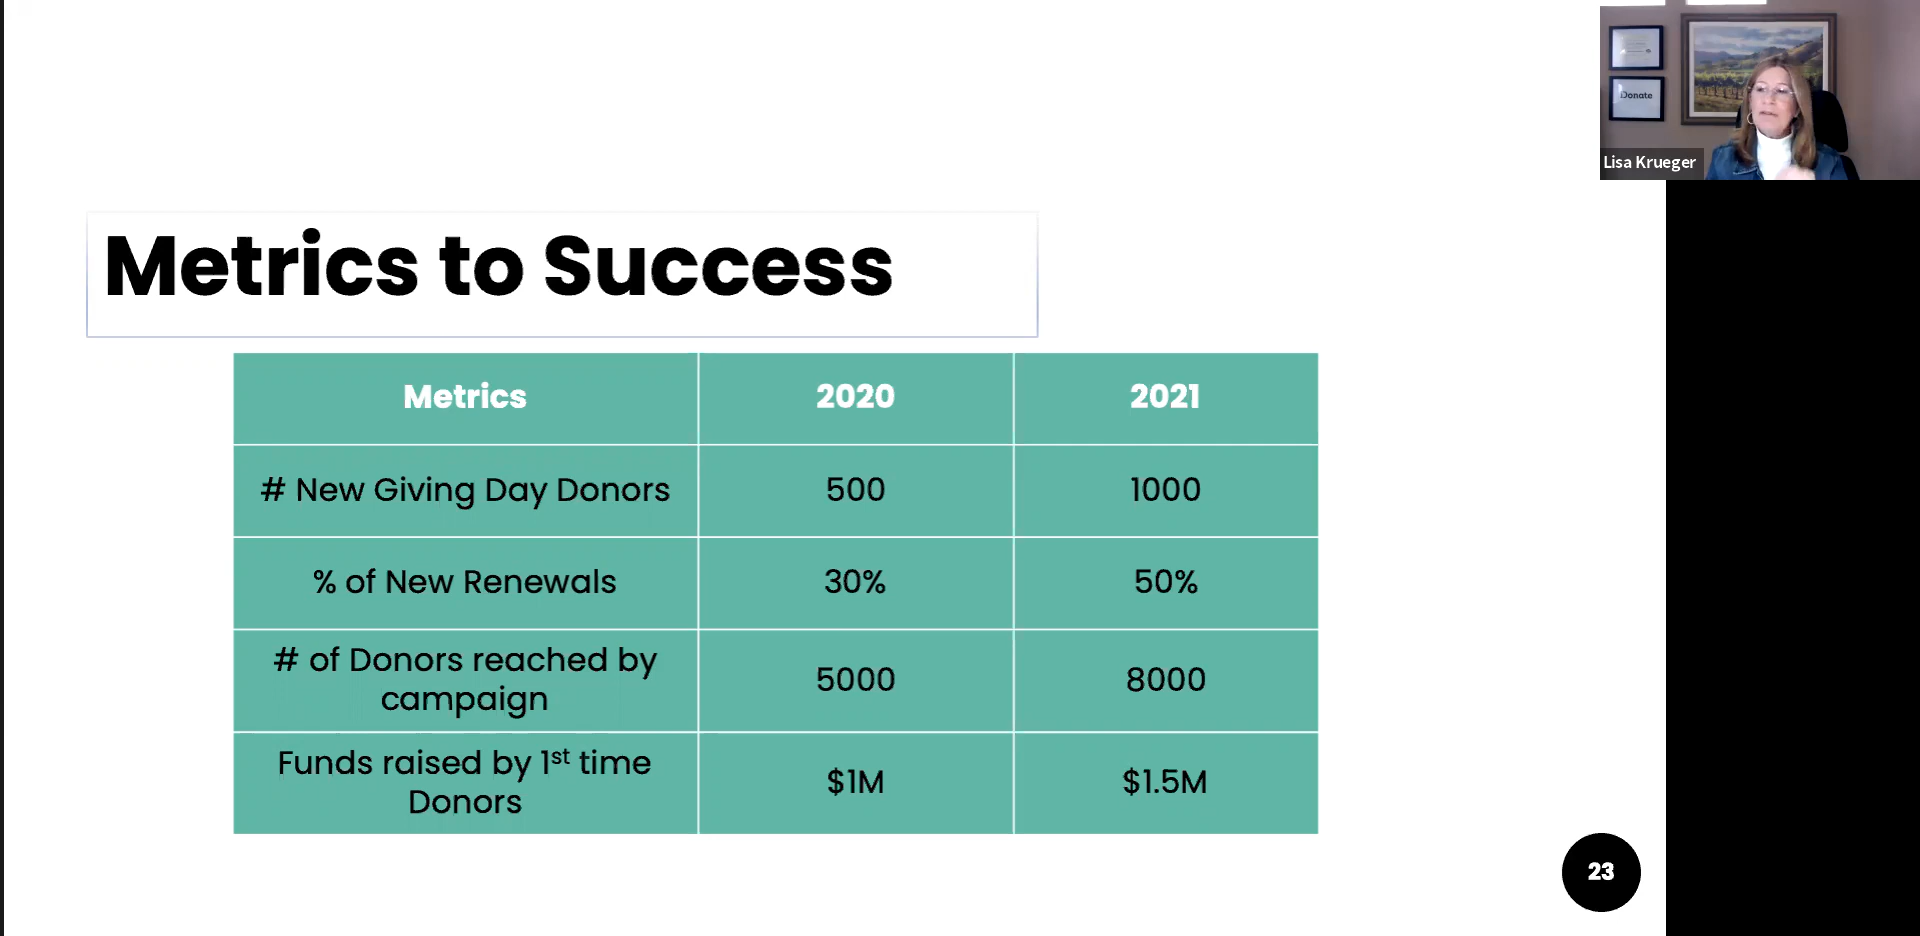 Donate
Lisa Krueger
Metrics to Success
Metrics 2020 2021
# New Giving Day Donors 500 1000
% of New Renewals 30% 50%
# of Donors reached by
campaign 5000 8000
Funds raised by 1st time
Donors $1M $1.5M
23